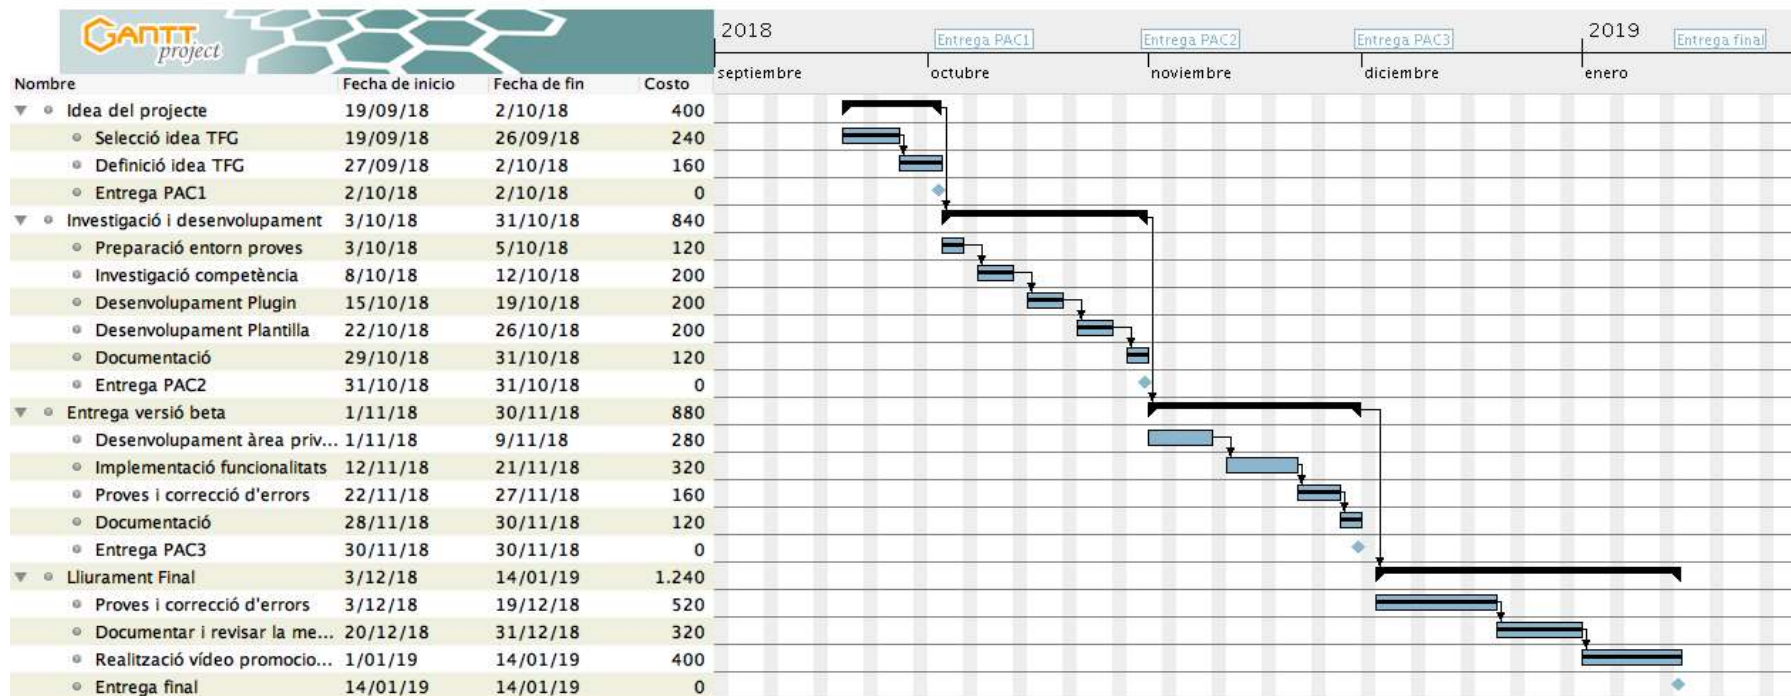 GANTT
project
2018
2019
Entrega PAC1
Entrega PAC2
Entrega PAC3
Entrega final
septiembre
octubre
noviembre
diciembre
enero
Nombre Fecha de inicio Fecha de fin Costo
Idea del projecte 19/09/18 2/10/18 400
Selecció idea TFG 19/09/18 26/09/18 240
Definició idea TFG 27/09/18 2/10/18 160
Entrega PAC1 2/10/18 2/10/18 0
Investigació i desenvolupament 3/10/18 31/10/18 840
Preparació entorn proves 3/10/18 5/10/18 120
Investigació competència 8/10/18 12/10/18 200
Desenvolupament Plugin 15/10/18 19/10/18 200
Desenvolupament Plantilla 22/10/18 26/10/18 200
Documentació 29/10/18 31/10/18 120
Entrega PAC2 31/10/18 31/10/18 0
Entrega versió beta 1/11/18 30/11/18 880
Desenvolupament àrea priv... 1/11/18 9/11/18 280
Implementació funcionalitats 12/11/18 21/11/18 320
Proves i correcció d'errors 22/11/18 27/11/18 160
Documentació 28/11/18 30/11/18 120
Entrega PAC3 30/11/18 30/11/18 0
Lliurament Final 3/12/18 14/01/19 1.240
Proves i correcció d'errors 3/12/18 19/12/18 520
Documentar i revisar la me... 20/12/18 31/12/18 320
Realització vídeo promocio... 1/01/19 14/01/19 400
Entrega final 14/01/19 14/01/19 0